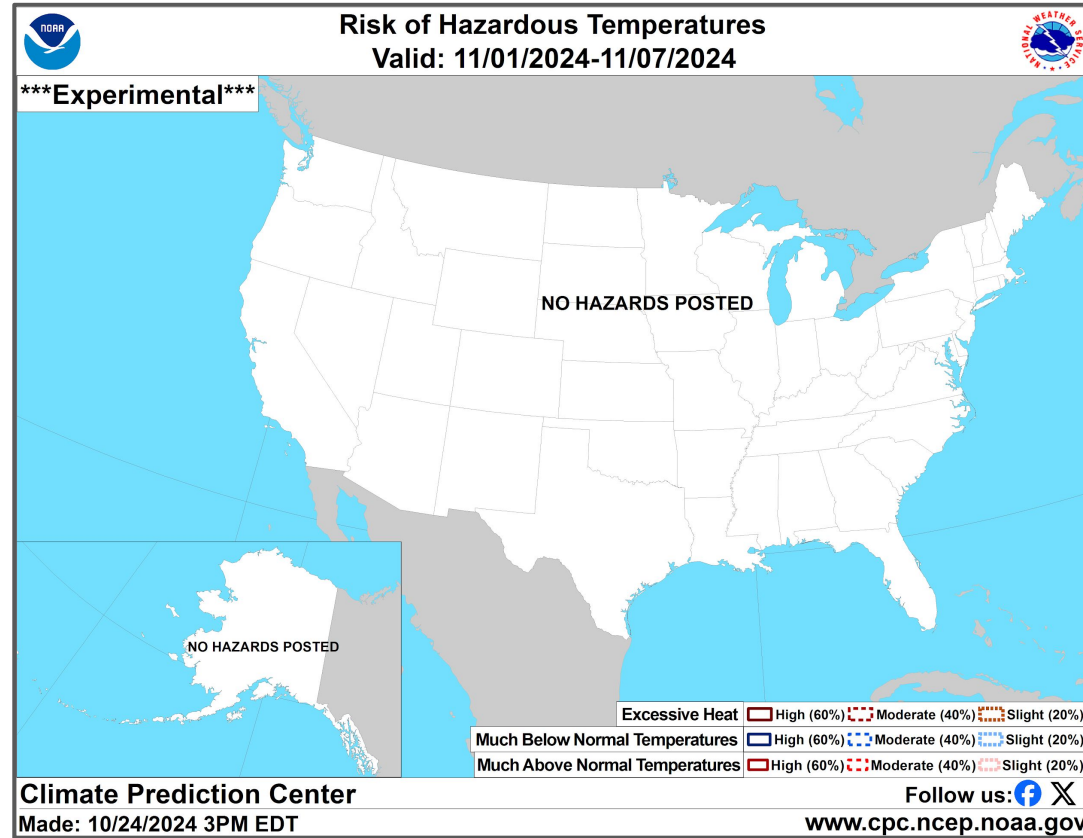 NOAA
Risk of Hazardous Temperatures
Valid: 11/01/2024-11/07/2024
NATIONAL WEATHER SERVICE
***Experimental***
NO HAZARDS POSTED
NO HAZARDS POSTED
Excessive Heat High (60%) Moderate (40%) Slight (20%)
Much Below Normal Temperatures High (60%) Moderate (40%) Slight (20%)
Much Above Normal Temperatures High (60%) Moderate (40%) Slight (20%)
Climate Prediction Center
Follow us:
Made: 10/24/2024 3PM EDT
www.cpc.ncep.noaa.gov